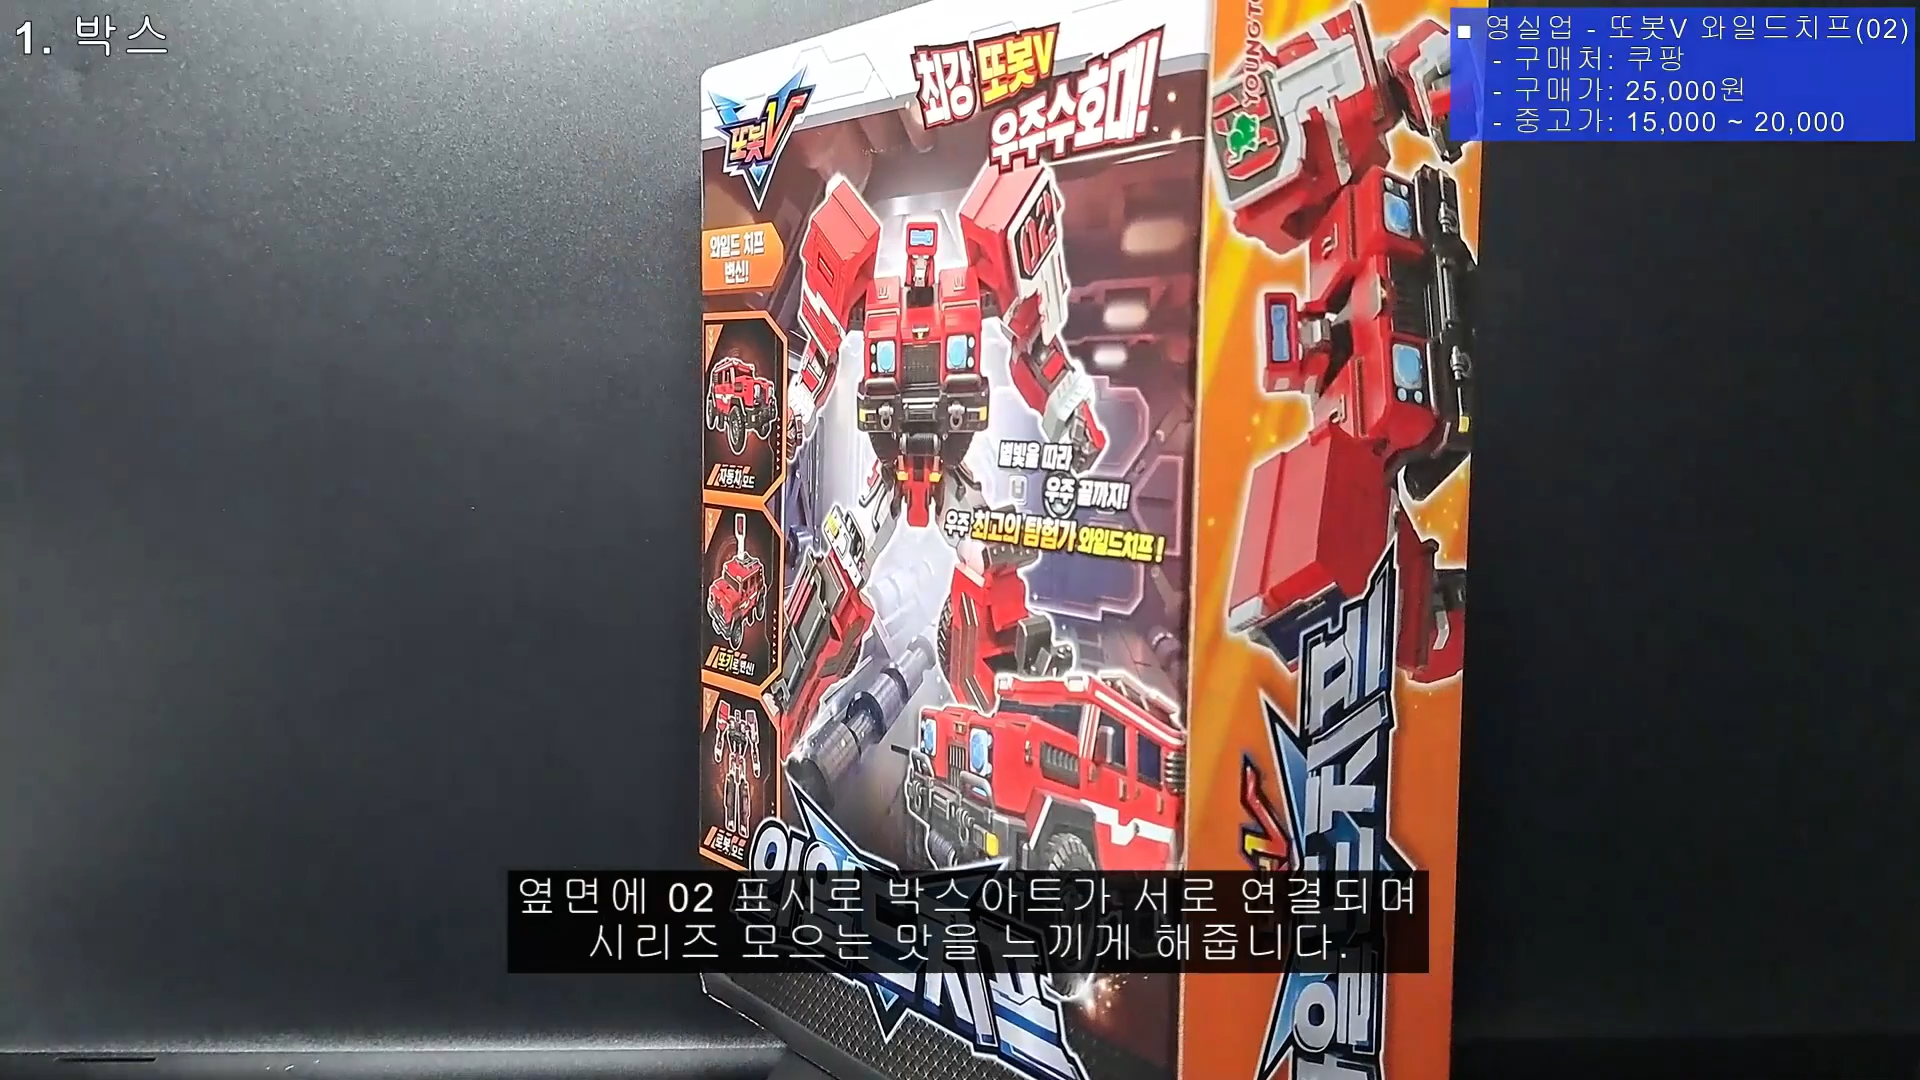 1. 박스
■ 영실업 - 또봇V 와일드치프(02)
- 구매처: 쿠팡
- 구매가: 25,000원
- 중고가: 15,000 ~ 20,000
최강 또봇V
우주수호대!
또봇V
YOUNGTO
와일드 치프
변신!
02
자동차 모드
별빛을 따라
우주 끝까지!
우주 최고의 탐험가 와일드치프!
또키로 변신!
로봇 모드
옆면에 02 표시로 박스아트가 서로 연결되며
시리즈 모으는 맛을 느끼게 해줍니다.